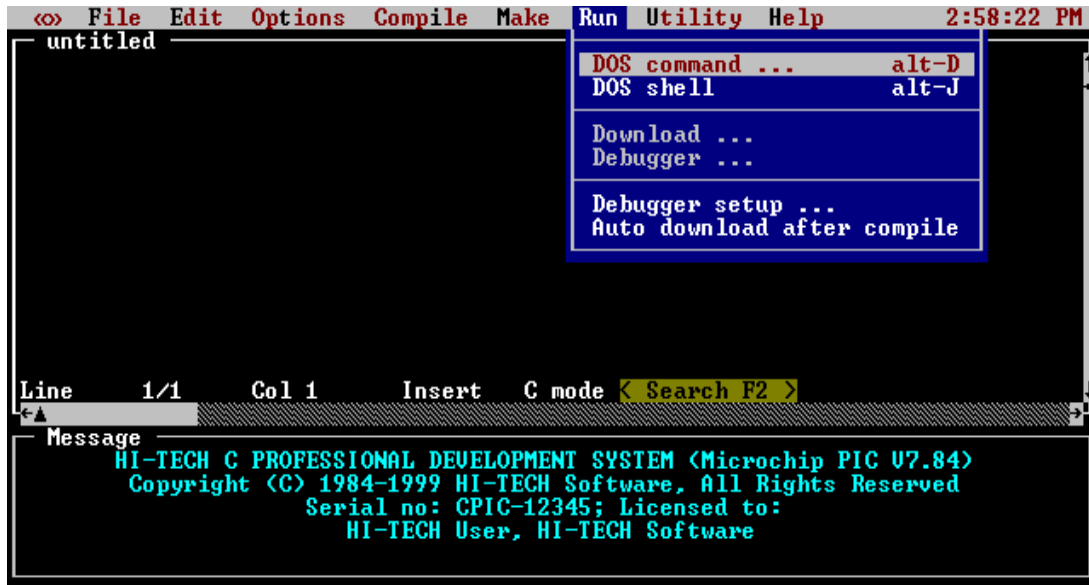 «» File Edit Options Compile Make Run Utility Help 2:58:22 PM
untitled
DOS command ... alt-D
DOS shell alt-J
Download ...
Debugger ...
Debugger setup ...
Auto download after compile
Line 1/1 Col 1 Insert C mode < Search F2 >
Message
HI-TECH C PROFESSIONAL DEVELOPMENT SYSTEM (Microchip PIC V7.84)
Copyright (C) 1984-1999 HI-TECH Software, All Rights Reserved
Serial no: CPIC-12345; Licensed to:
HI-TECH User, HI-TECH Software